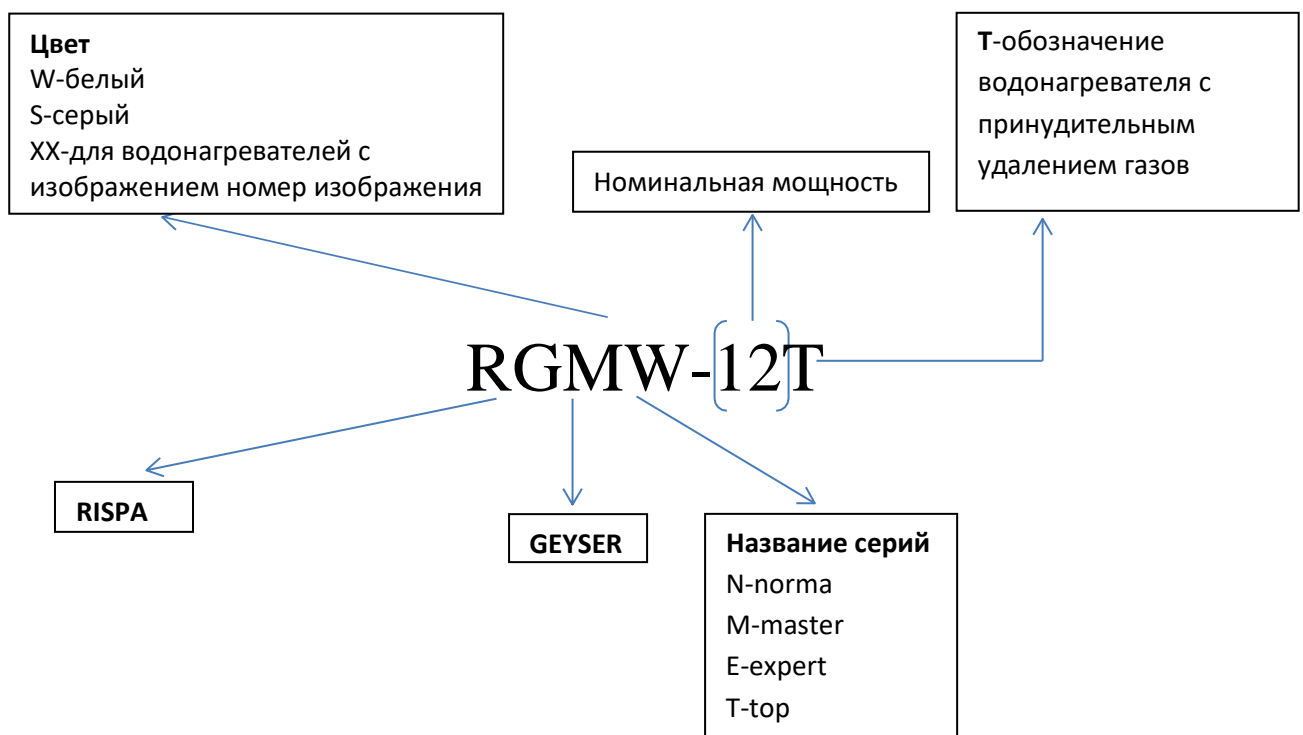 Цвет
W-белый
S-серый
XX-для водонагревателей с
изображением номер изображения
Номинальная мощность
Т-обозначение
водонагревателя с
принудительным
удалением газов
RGMW-12T
RISPA
GEYSER
Название серий
N-norma
M-master
E-expert
T-top